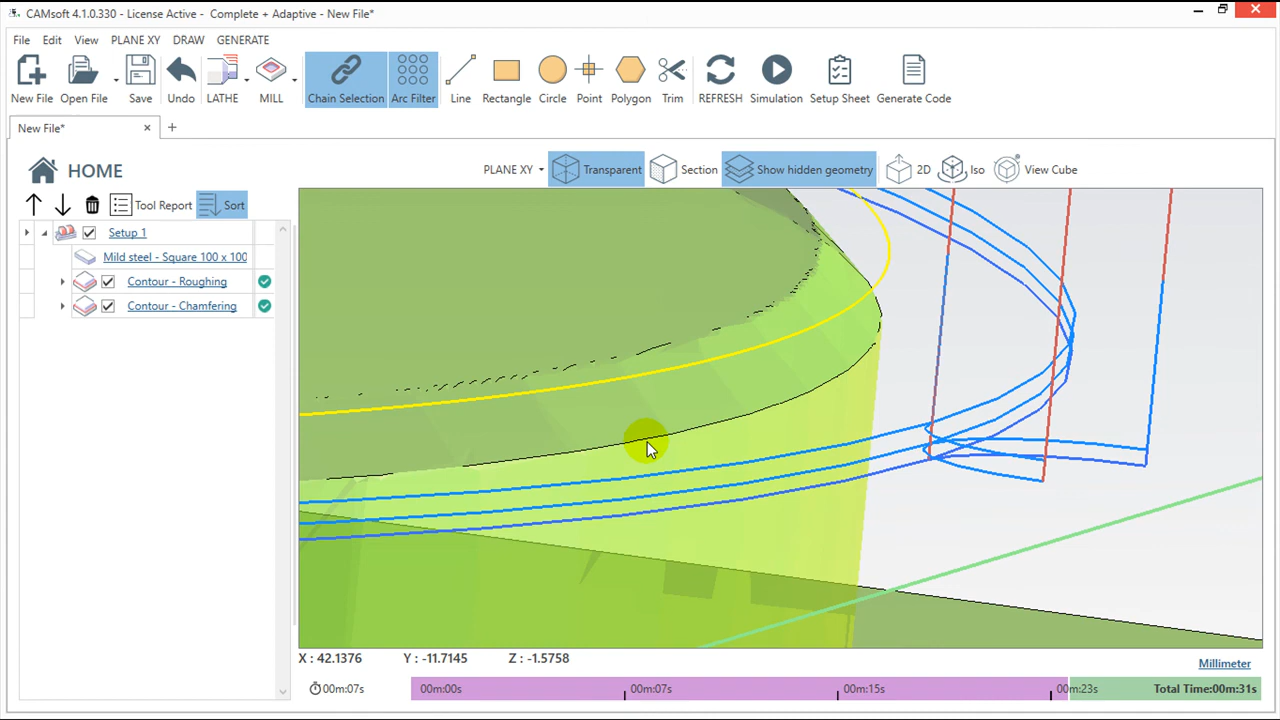 CAMsoft 4.1.0.330 - License Active - Complete + Adaptive - New File*
File Edit View PLANE XY DRAW GENERATE
New File Open File Save Undo LATHE MILL Chain Selection Arc Filter Line Rectangle Circle Point Polygon Trim REFRESH Simulation Setup Sheet Generate Code
New File*
HOME
PLANE XY Transparent Section Show hidden geometry 2D Iso View Cube
Tool Report Sort
Setup 1
Mild steel - Square 100 x 100
Contour - Roughing
Contour - Chamfering
X : 42.1376 Y : -11.7145 Z : -1.5758
Millimeter
00m:07s 00m:00s 00m:07s 00m:15s 00m:23s Total Time:00m:31s